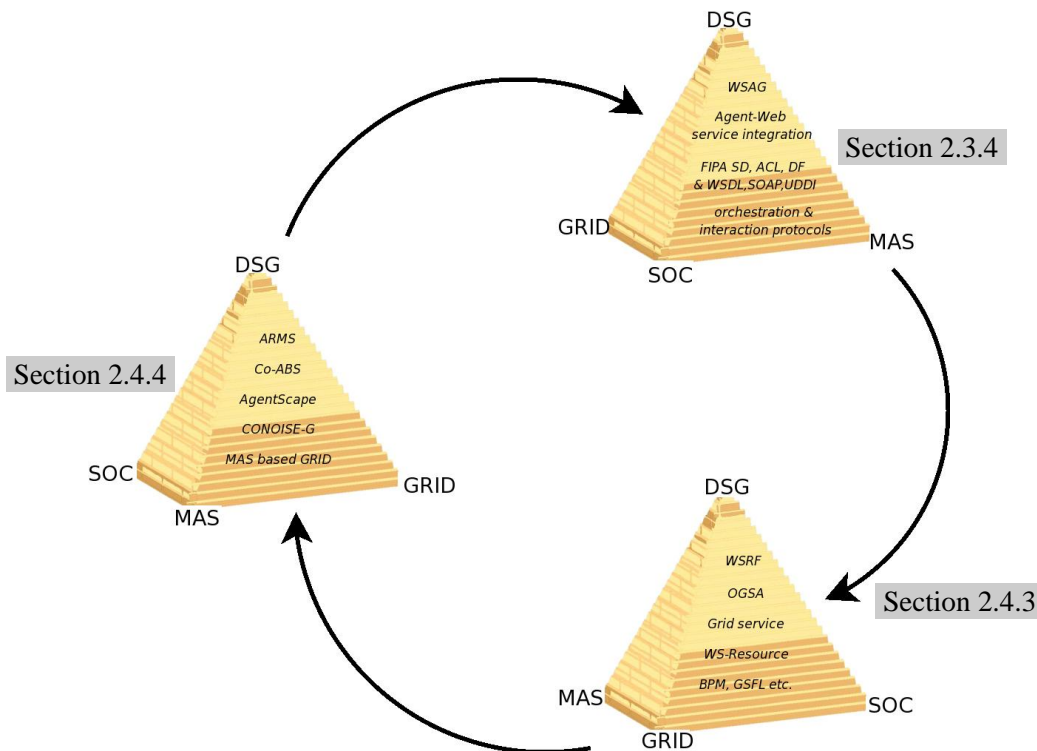 DSG
WSAG
Agent-Web
service integration
FIPA SD, ACL, DF
& WSDL,SOAP,UDDI
orchestration &
interaction protocols
GRID
SOC
MAS
Section 2.3.4
DSG
ARMS
Co-ABS
AgentScape
CONOISE-G
MAS based GRID
SOC
MAS
GRID
Section 2.4.4
DSG
WSRF
OGSA
Grid service
WS-Resource
BPM, GSFL etc.
MAS
GRID
SOC
Section 2.4.3